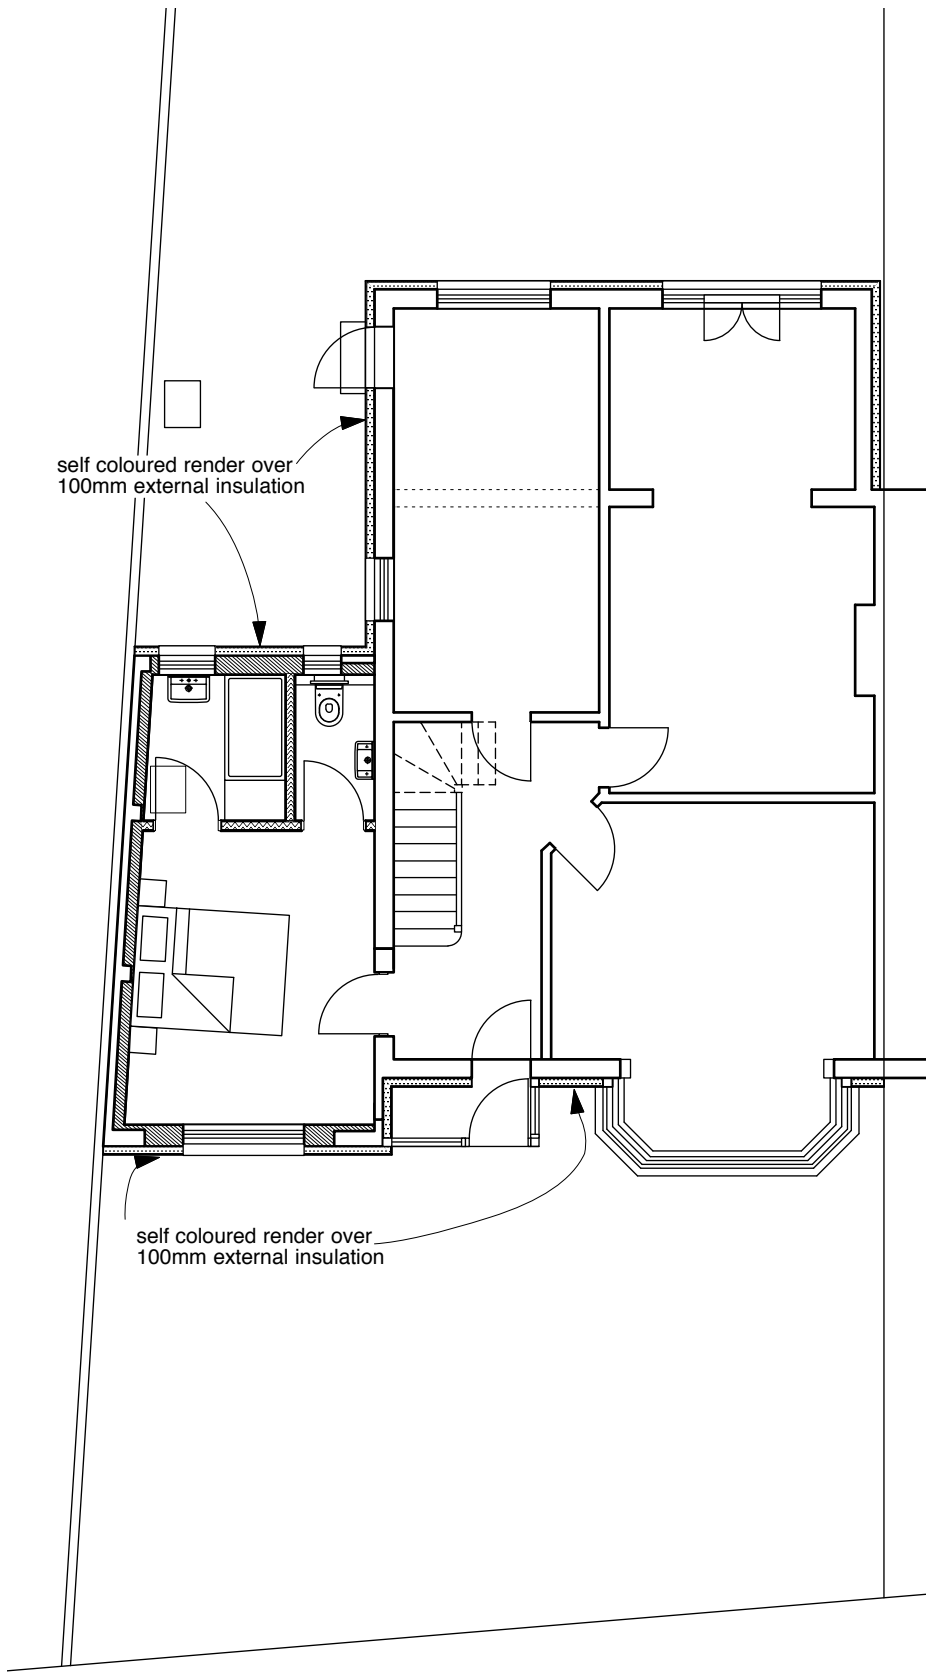 self coloured render over
100mm external insulation
self coloured render over
100mm external insulation